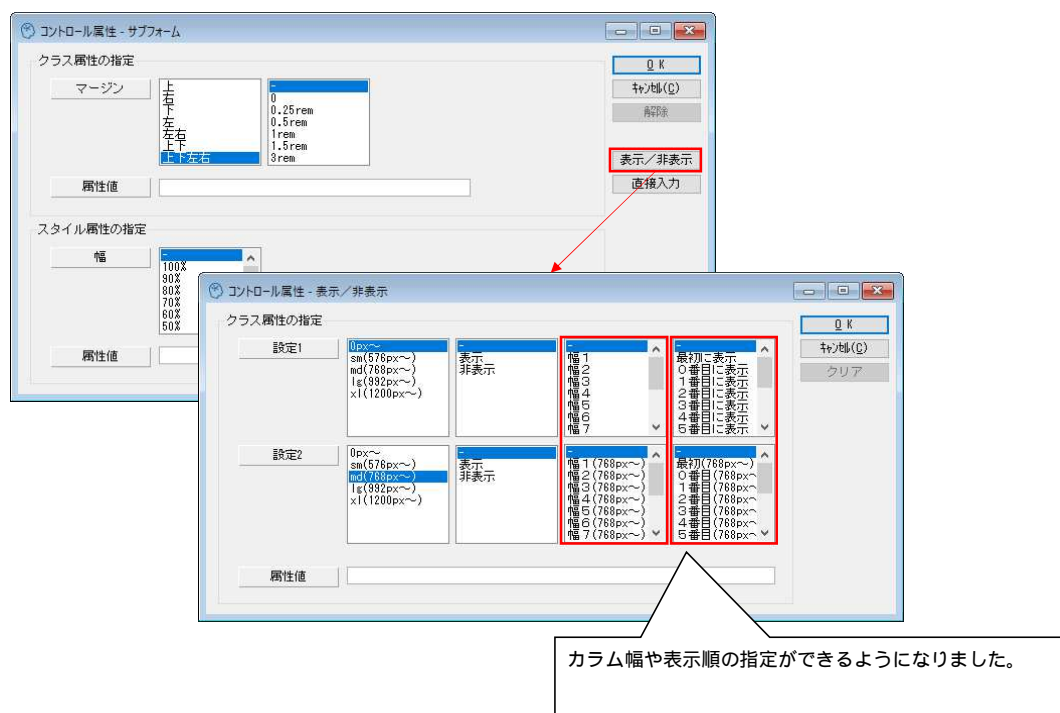 コントロール属性 - サブフォーム
クラス属性の指定
マージン
上
右
下
左
左右
上下
上下左右
-
0
0.25rem
0.5rem
1rem
1.5rem
3rem
属性値
スタイル属性の指定
幅
-
100%
90%
80%
70%
60%
50%
属性値
OK
ｷｬﾝｾﾙ(C)
解除
表示／非表示
直接入力
コントロール属性 - 表示／非表示
クラス属性の指定
設定1
0px～
sm(576px～)
md(768px～)
lg(992px～)
xl(1200px～)
-
表示
非表示
-
幅1
幅2
幅3
幅4
幅5
幅6
幅7
-
最初に表示
0番目に表示
1番目に表示
2番目に表示
3番目に表示
4番目に表示
5番目に表示
設定2
0px～
sm(576px～)
md(768px～)
lg(992px～)
xl(1200px～)
-
表示
非表示
-
幅1(768px～)
幅2(768px～)
幅3(768px～)
幅4(768px～)
幅5(768px～)
幅6(768px～)
幅7(768px～)
-
最初(768px～)
0番目(768px～
1番目(768px～
2番目(768px～
3番目(768px～
4番目(768px～
5番目(768px～
属性値
OK
ｷｬﾝｾﾙ(C)
クリア
カラム幅や表示順の指定ができるようになりました。